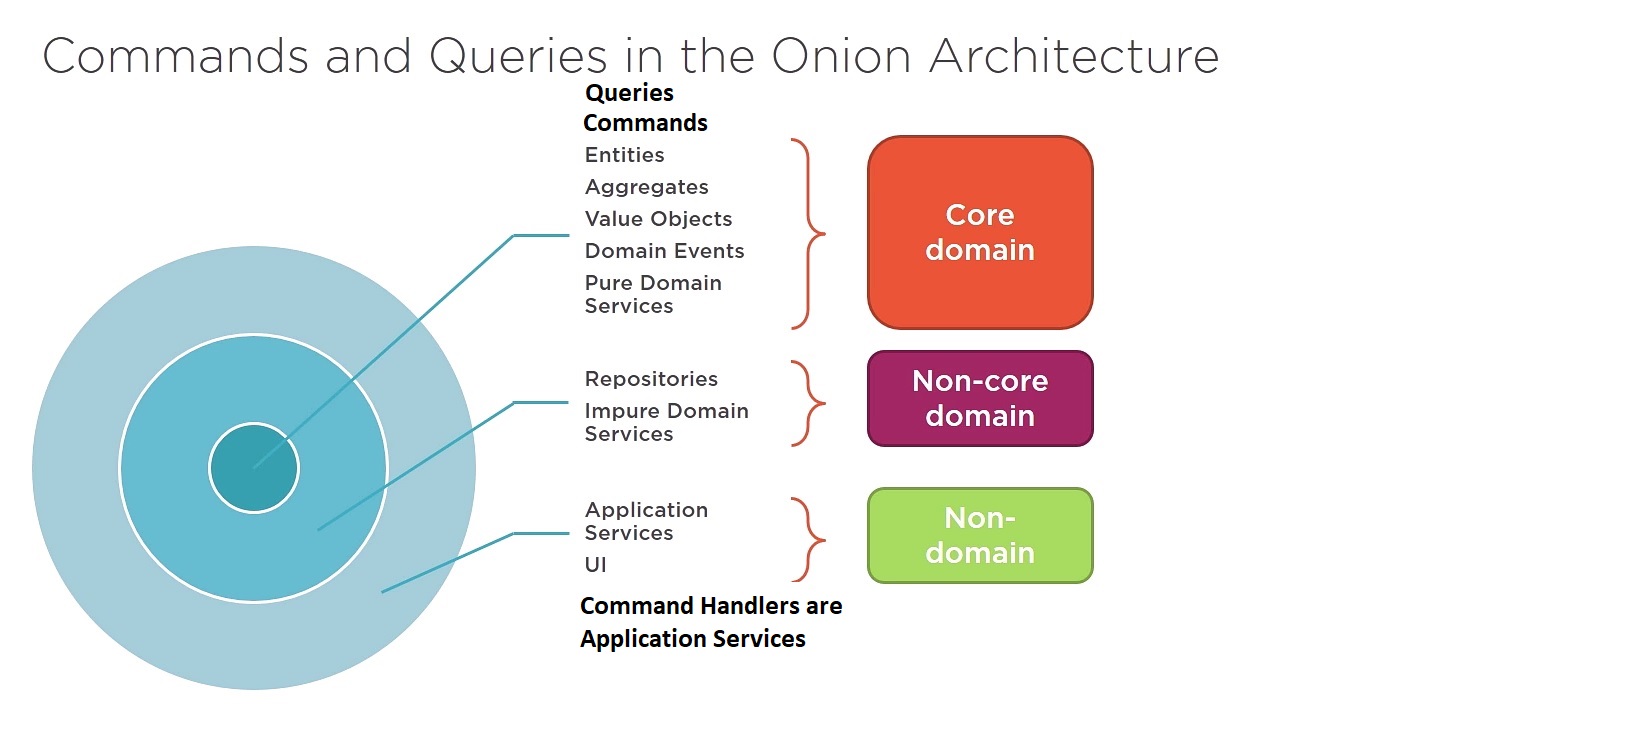 Commands and Queries in the Onion Architecture
Queries
Commands
Entities
Aggregates
Value Objects
Domain Events
Pure Domain
Services
Core
domain
Repositories
Impure Domain
Services
Non-core
domain
Application
Services
UI
Non-
domain
Command Handlers are
Application Services